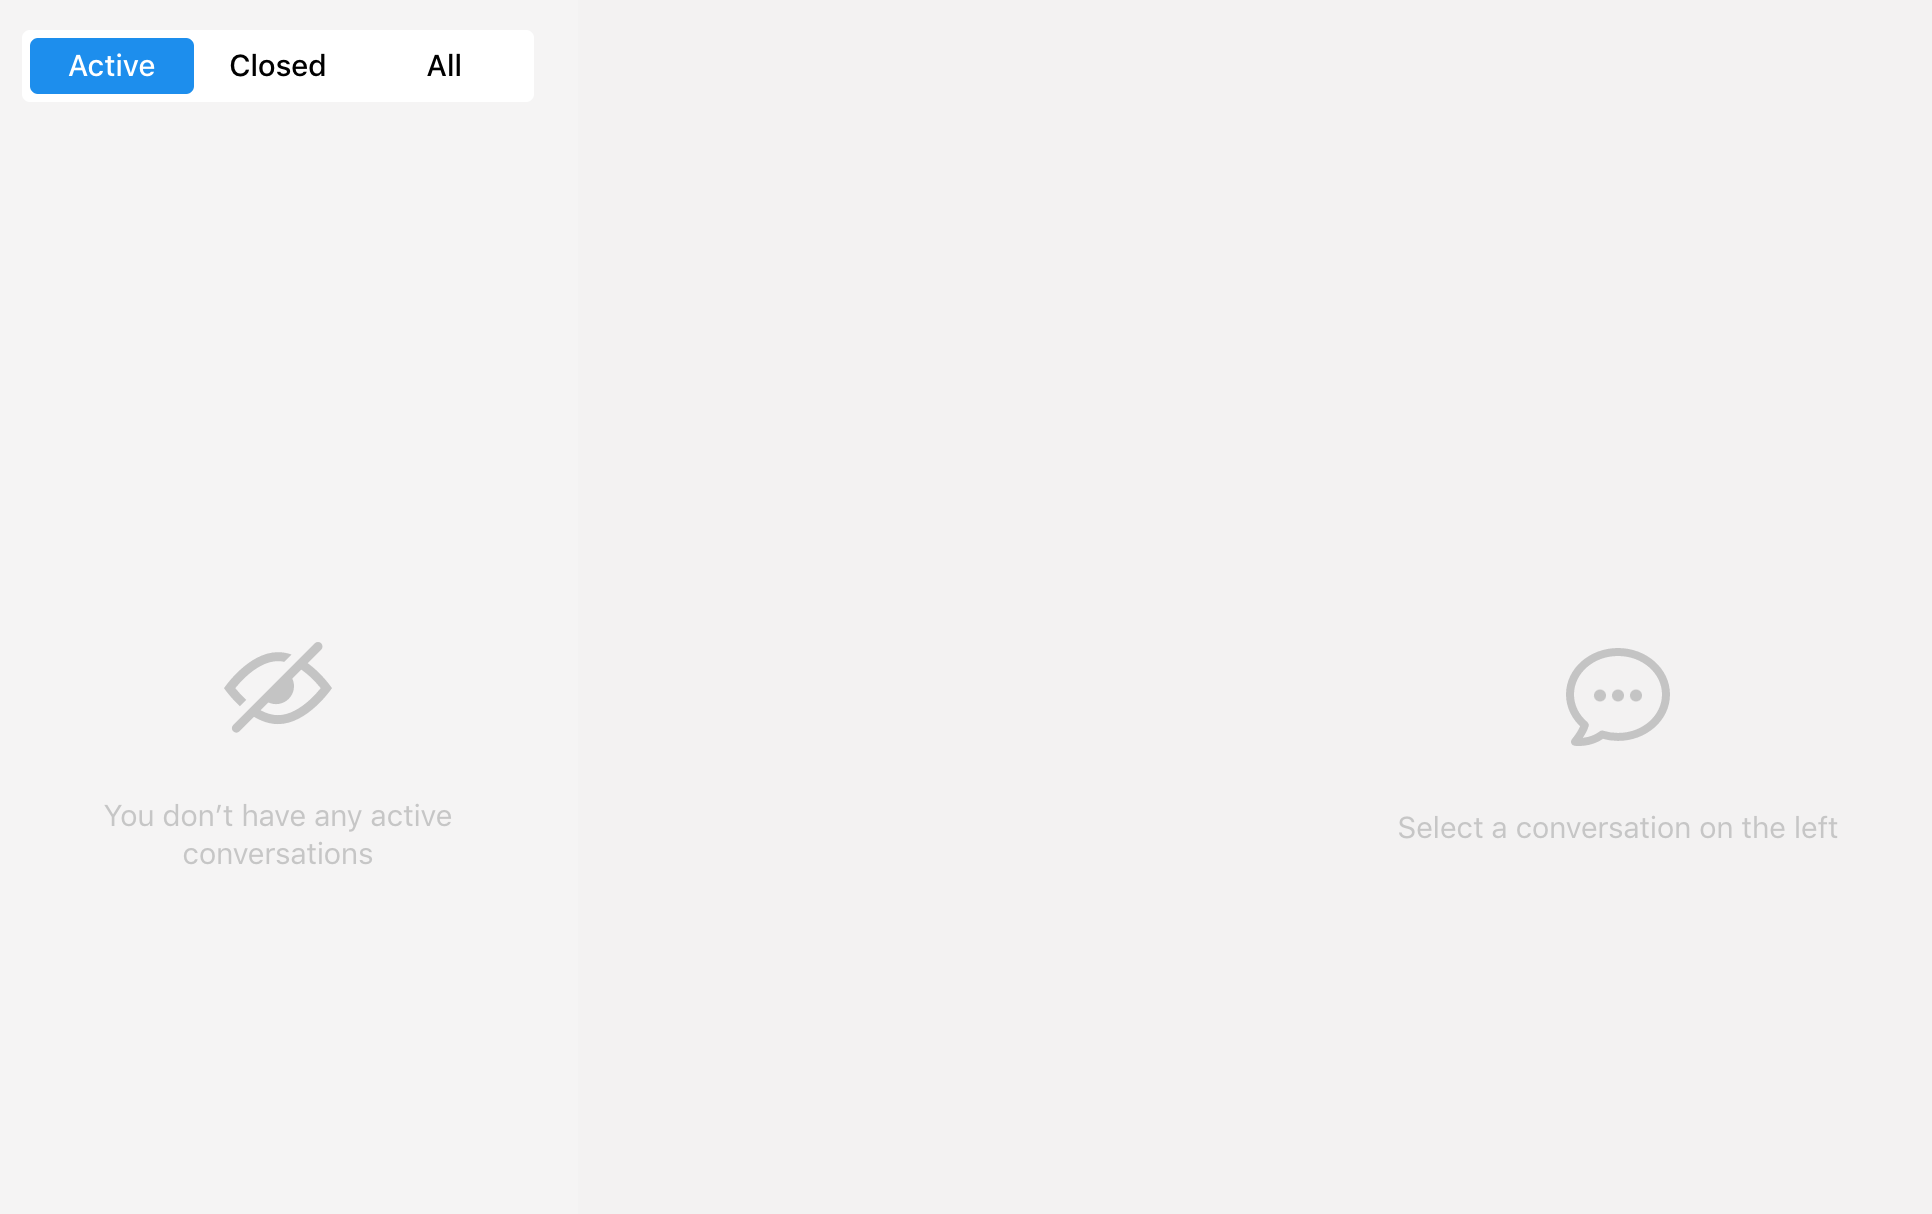 Active
Closed
All
You don’t have any active
conversations
Select a conversation on the left